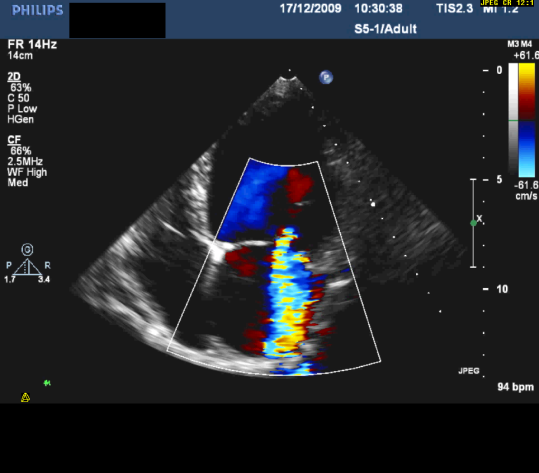 PHILIPS
17/12/2009 10:30:38 TIS2.3 MI 1.2
JPEG CR 12:1
S5-1/Adult
FR 14Hz
14cm
2D
63%
C 50
P Low
HGen
CF
66%
2.5MHz
WF High
Med
M3 M4
+61.6
-61.6
cm/s
0
5
X
10
P
G
P R
1.7 3.4
JPEG
94 bpm